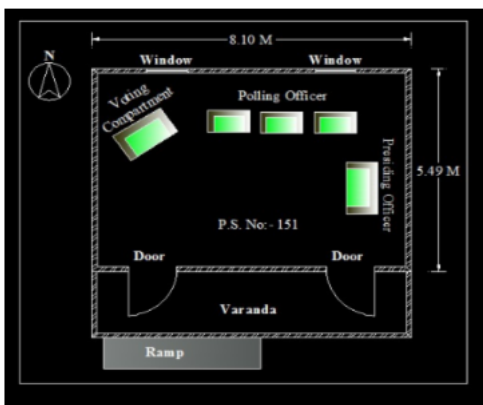 8.10 M
N
Window
Window
Voting
Compartment
Polling Officer
Presiding Officer
5.49 M
P.S. No:- 151
Door
Door
Varanda
Ramp